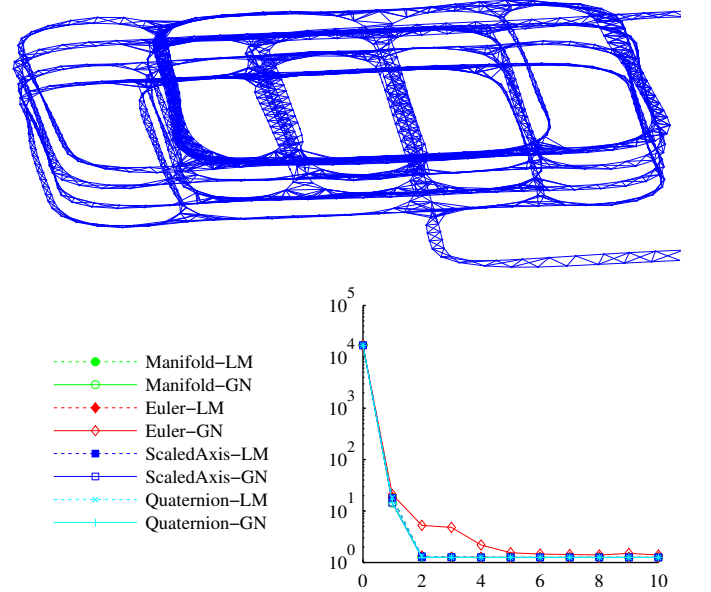 Manifold−LM
Manifold−GN
Euler−LM
Euler−GN
ScaledAxis−LM
ScaledAxis−GN
Quaternion−LM
Quaternion−GN
10^5
10^4
10^3
10^2
10^1
10^0
0 2 4 6 8 10